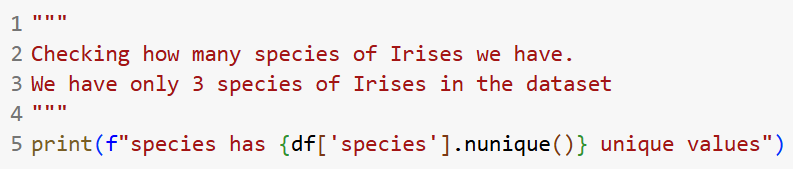 1 """
2 Checking how many species of Irises we have.
3 We have only 3 species of Irises in the dataset
4 """
5 print(f"species has {df['species'].nunique()} unique values")